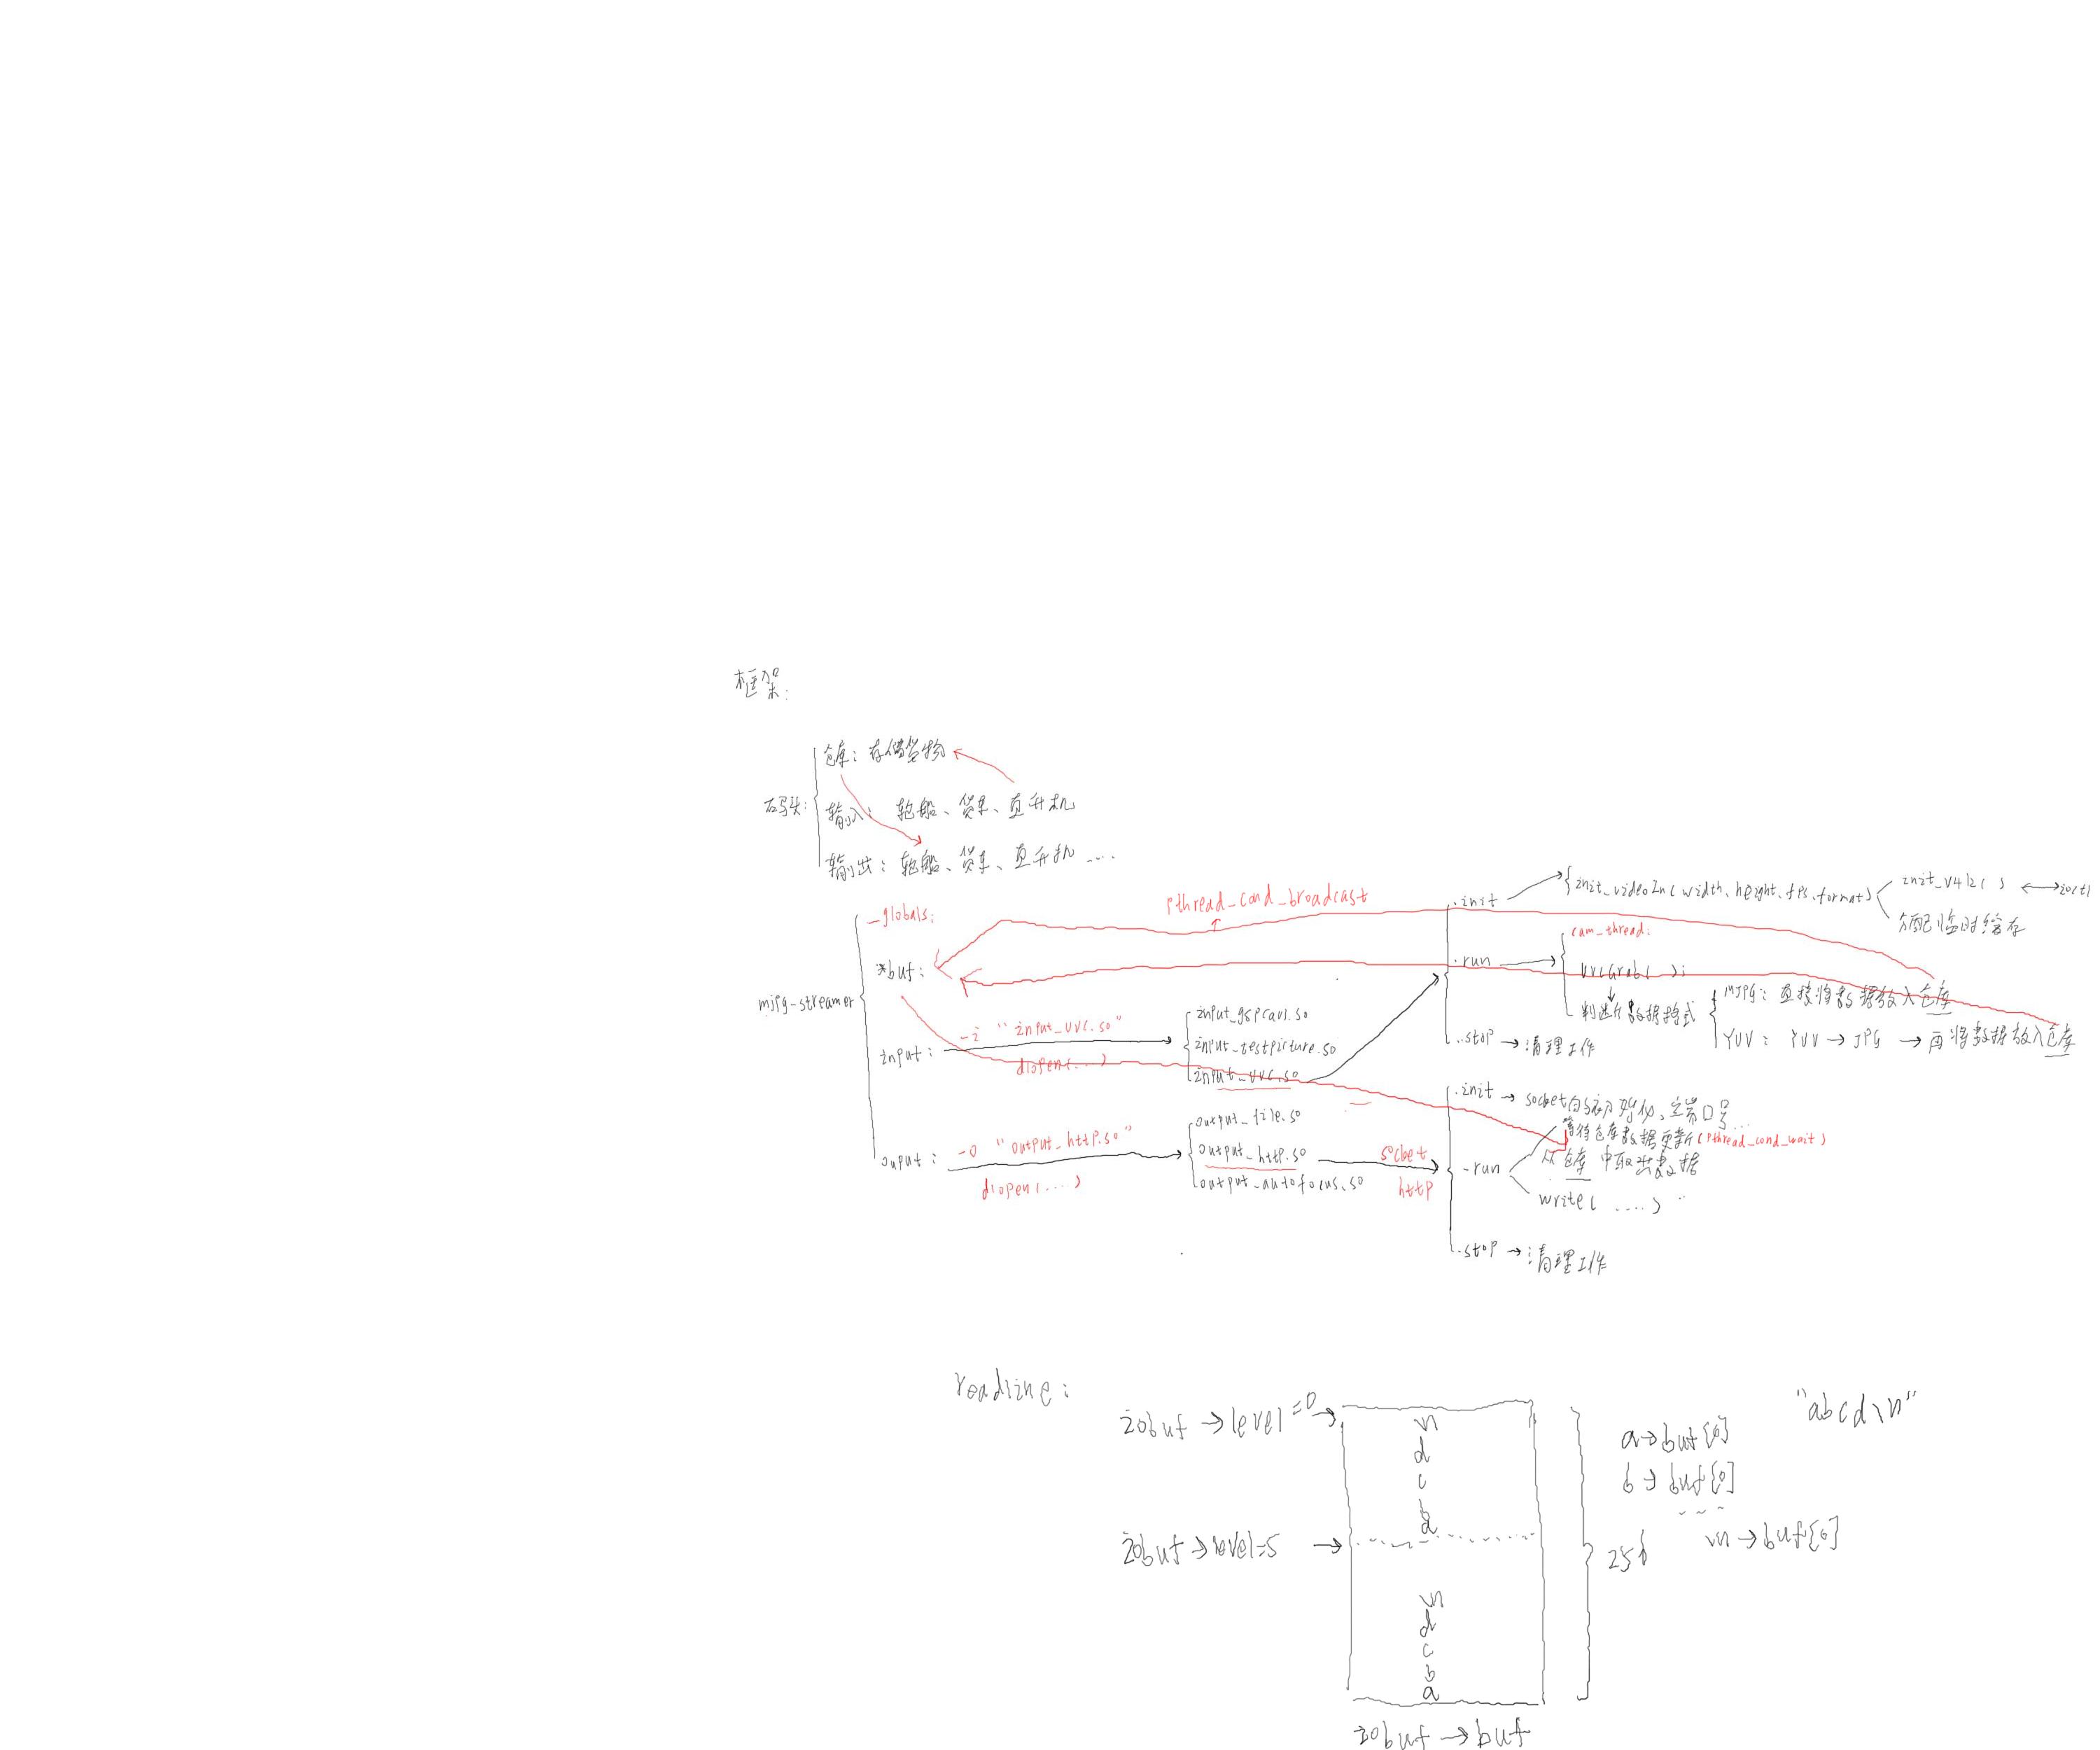 框架:
码头:
仓库: 存储货物
输入: 轮船、货车、直升机
输出: 轮船、货车、直升机 ....
mjpg-streamer
_globals:
*buf:
input:
ouput:
pthread_cond_broadcast
-i "input_uvc.so"
dlopen(...)
input_gspcav1.so
input_testpicture.so
input_uvc.so
-o "output_http.so"
dlopen(....)
output_file.so
output_http.so
output_autofocus.so
socket
http
.init
init_videoIn(width、height、fps、format)
init_v4l2( )
ioctl
分配临时缓存
.run
cam_thread:
uvcGrab( );
判断数据格式
MJPG: 直接将数据放入仓库
YUV: YUV → JPG → 再将数据放入仓库
.stop → 清理工作
.init → socket的初始化、端口号...
.run
等待仓库数据更新(pthread_cond_wait)
从仓库中取出数据
write( ....) ..
.stop → 清理工作
readline:
iobuf → level=0 →
iobuf → level=5 →
\n
d
c
b
a
\n
d
c
b
a
256
iobuf → buf
"abcd\n"
a → buf[0]
b → buf[0]
\n → buf[0]